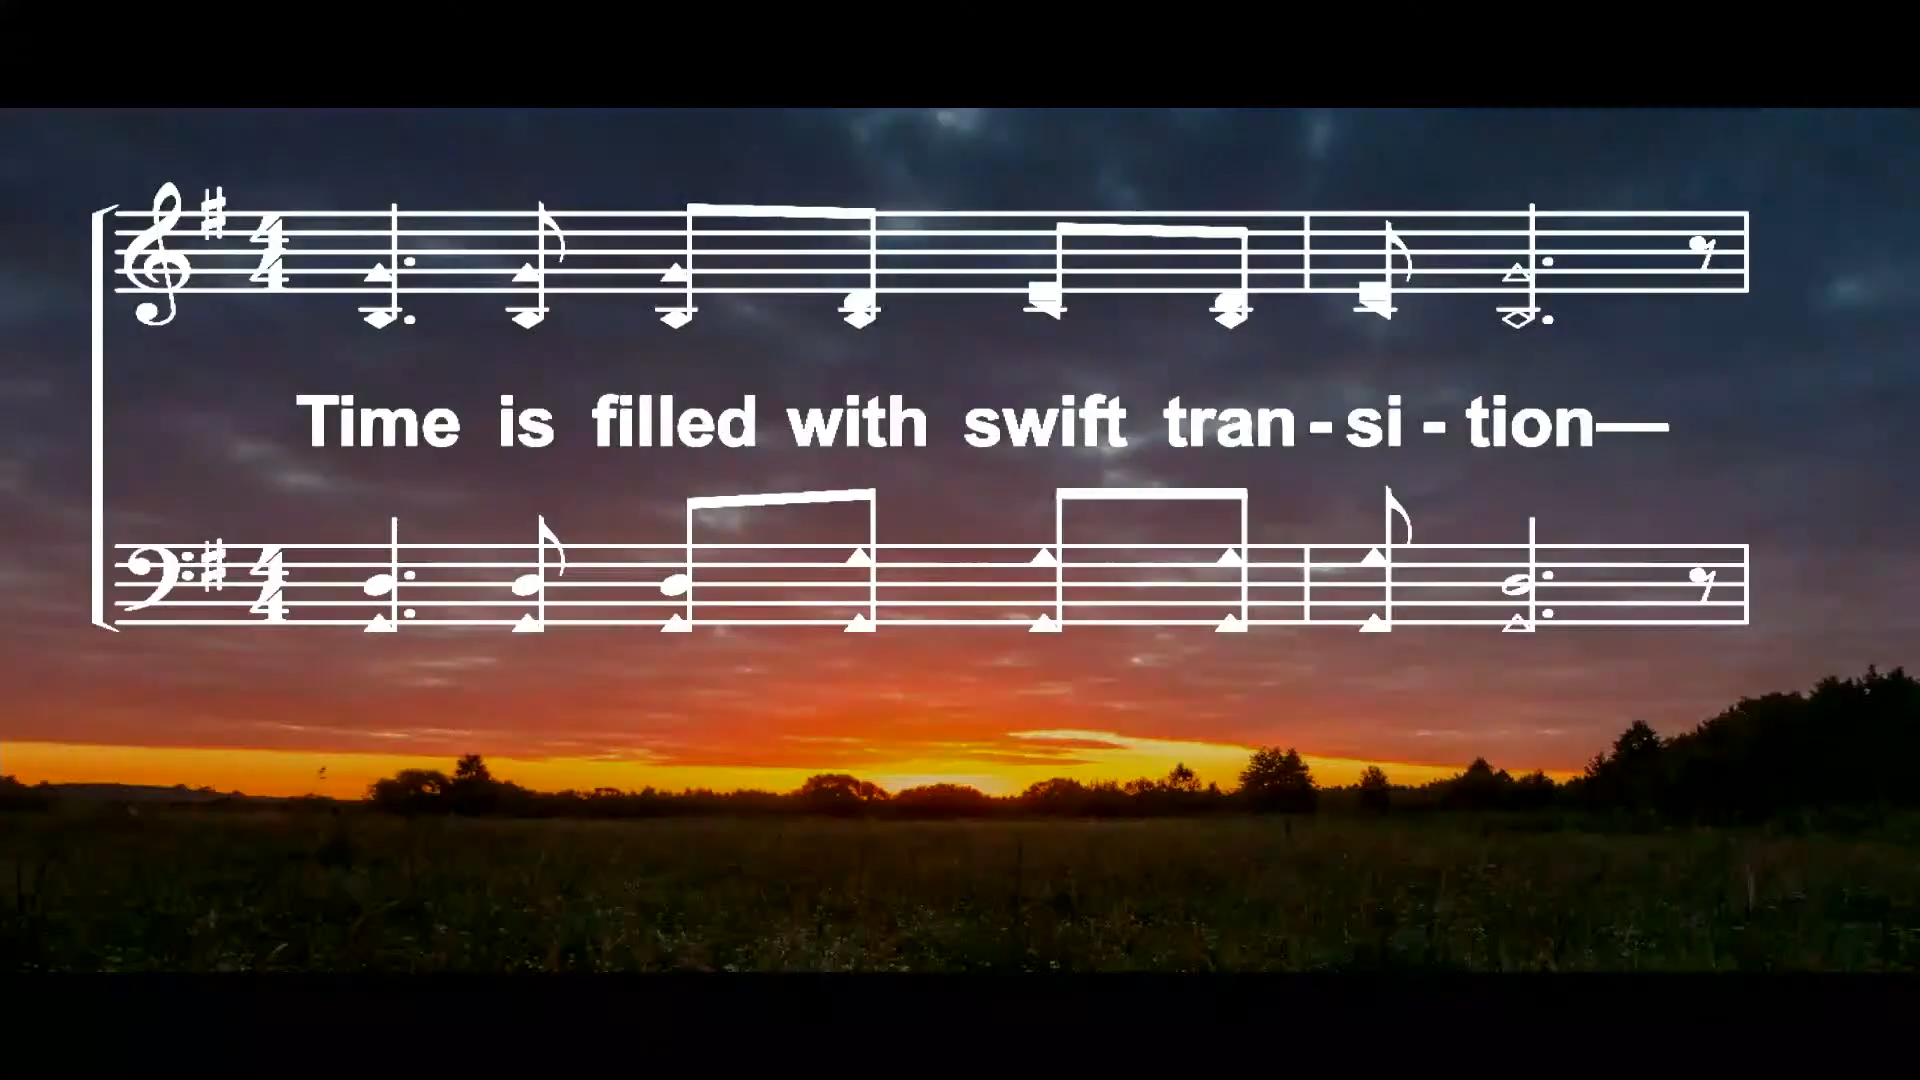 Time is filled with swift tran - si - tion—